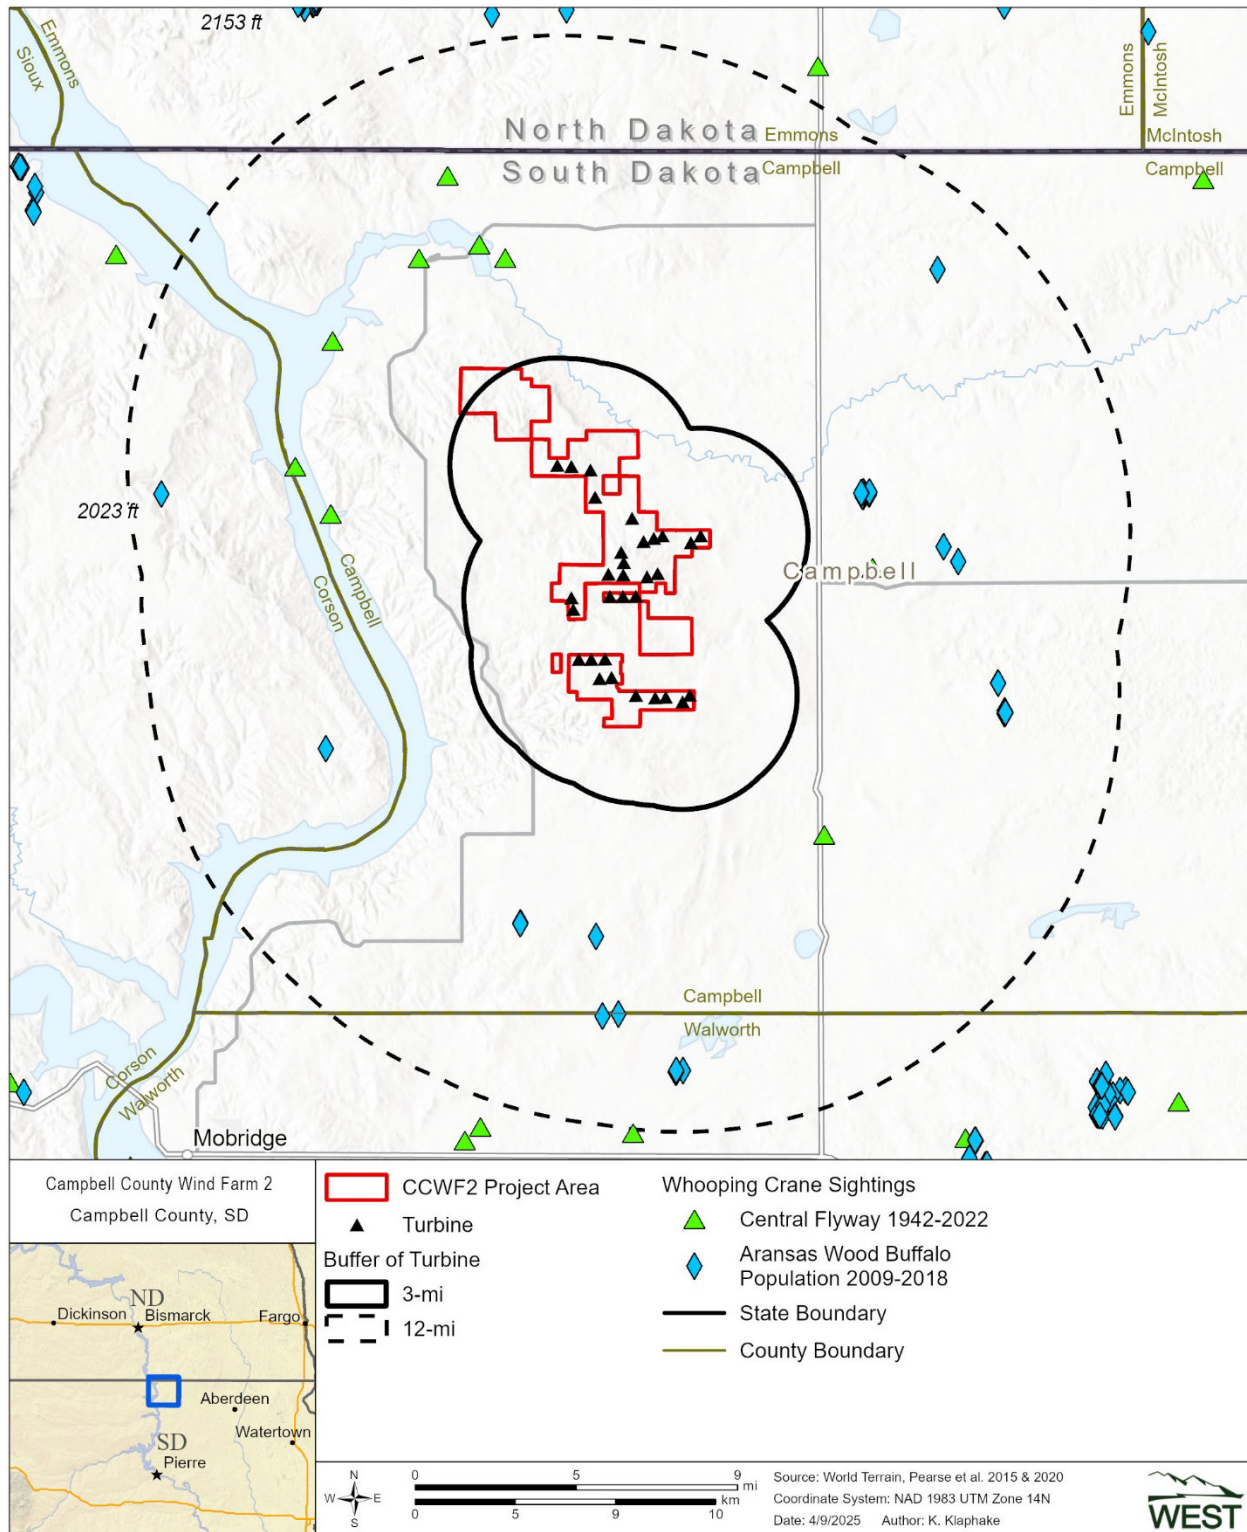 2153 ft
Emmons
Sioux
Emmons
McIntosh
North Dakota
Emmons
McIntosh
South Dakota
Campbell
Campbell
2023 ft
Campbell
Corson
Campbell
Campbell
Walworth
Corson
Walworth
Mobridge
Campbell County Wind Farm 2
Campbell County, SD
ND
Dickinson
Bismarck
Fargo
Aberdeen
Watertown
SD
Pierre
CCWF2 Project Area
Turbine
Buffer of Turbine
3-mi
12-mi
Whooping Crane Sightings
Central Flyway 1942-2022
Aransas Wood Buffalo
Population 2009-2018
State Boundary
County Boundary
N
W E
S
0 5 9
mi
km
0 5 9 10
Source: World Terrain, Pearse et al. 2015 & 2020
Coordinate System: NAD 1983 UTM Zone 14N
Date: 4/9/2025 Author: K. Klaphake
WEST